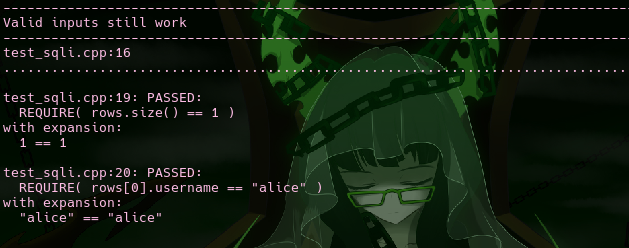 -------------------------------------------------------------------------------
Valid inputs still work
-------------------------------------------------------------------------------
test_sqli.cpp:16
...............................................................................
test_sqli.cpp:19: PASSED:
  REQUIRE( rows.size() == 1 )
with expansion:
  1 == 1
test_sqli.cpp:20: PASSED:
  REQUIRE( rows[0].username == "alice" )
with expansion:
  "alice" == "alice"